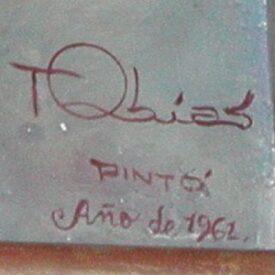 Tobias
PINTÓ
Año de 1961.